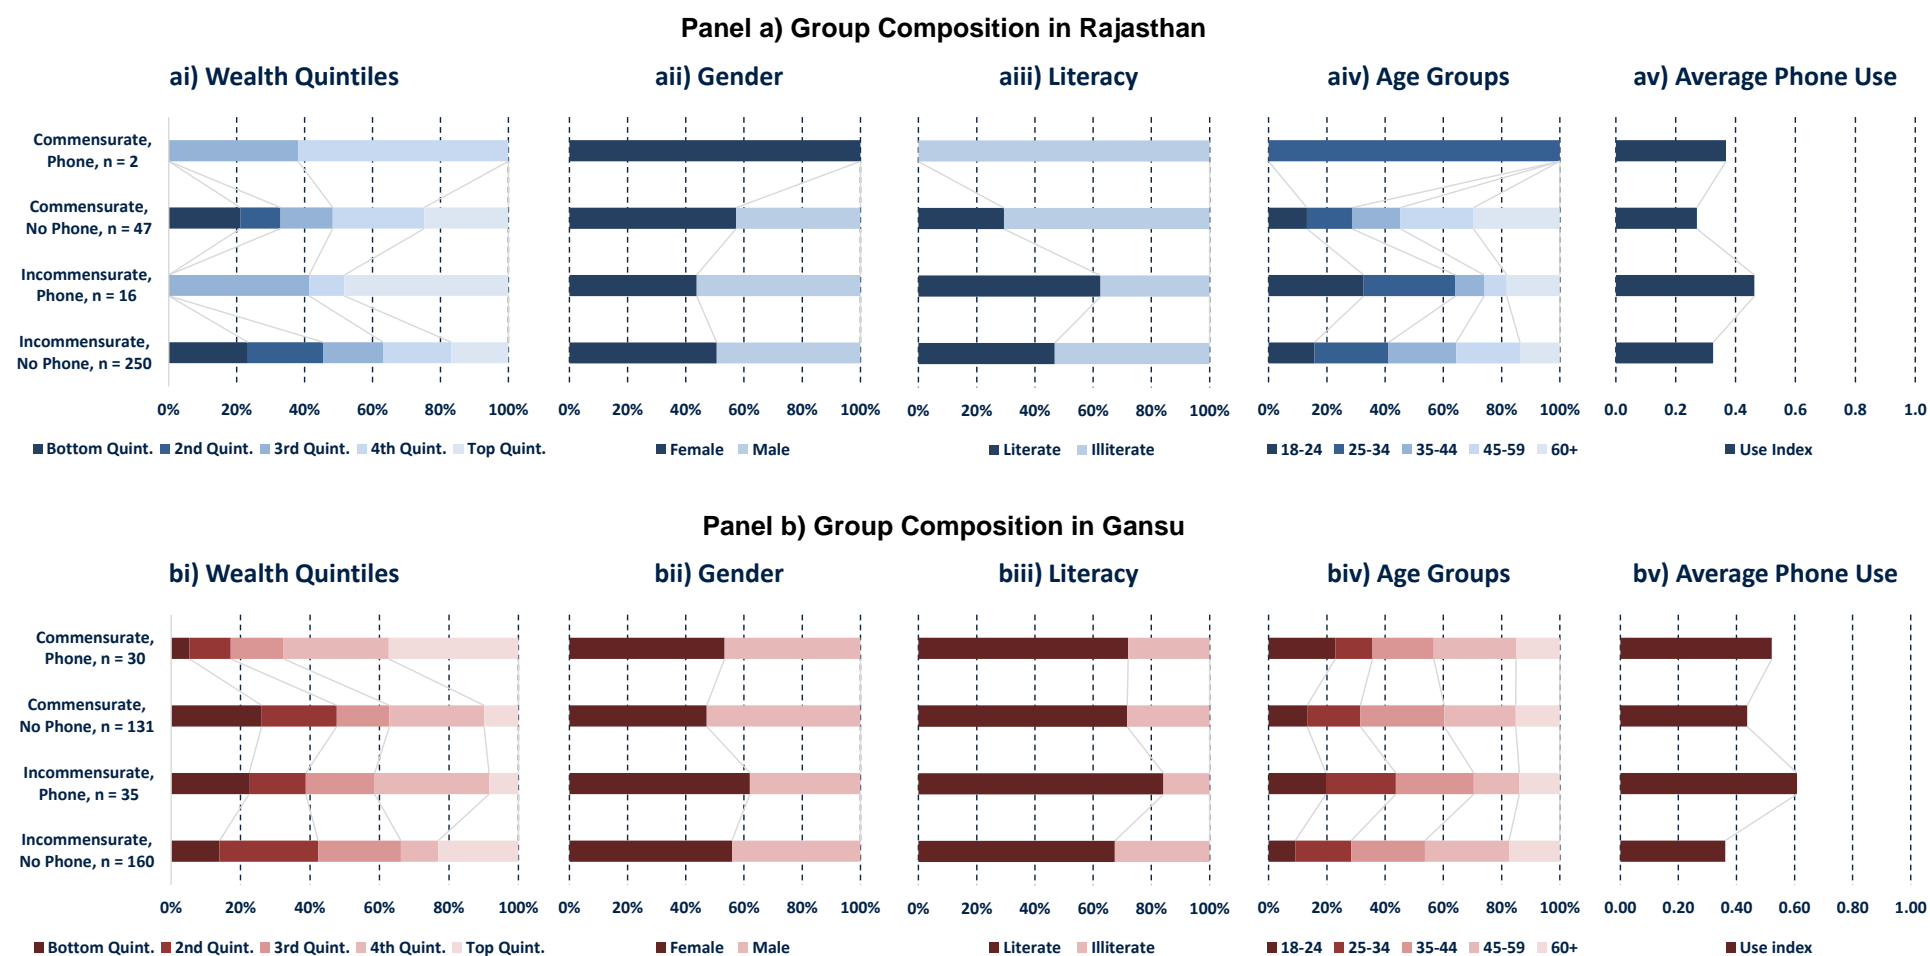 Panel a) Group Composition in Rajasthan
ai) Wealth Quintiles
aii) Gender
aiii) Literacy
aiv) Age Groups
av) Average Phone Use
Commensurate,
Phone, n = 2
Commensurate,
No Phone, n = 47
Incommensurate,
Phone, n = 16
Incommensurate,
No Phone, n = 250
0% 20% 40% 60% 80% 100%
0% 20% 40% 60% 80% 100%
0% 20% 40% 60% 80% 100%
0% 20% 40% 60% 80% 100%
0.0 0.2 0.4 0.6 0.8 1.0
Bottom Quint. 2nd Quint. 3rd Quint. 4th Quint. Top Quint.
Female Male
Literate Illiterate
18-24 25-34 35-44 45-59 60+
Use Index
Panel b) Group Composition in Gansu
bi) Wealth Quintiles
bii) Gender
biii) Literacy
biv) Age Groups
bv) Average Phone Use
Commensurate,
Phone, n = 30
Commensurate,
No Phone, n = 131
Incommensurate,
Phone, n = 35
Incommensurate,
No Phone, n = 160
0% 20% 40% 60% 80% 100%
0% 20% 40% 60% 80% 100%
0% 20% 40% 60% 80% 100%
0% 20% 40% 60% 80% 100%
0.00 0.20 0.40 0.60 0.80 1.00
Bottom Quint. 2nd Quint. 3rd Quint. 4th Quint. Top Quint.
Female Male
Literate Illiterate
18-24 25-34 35-44 45-59 60+
Use index